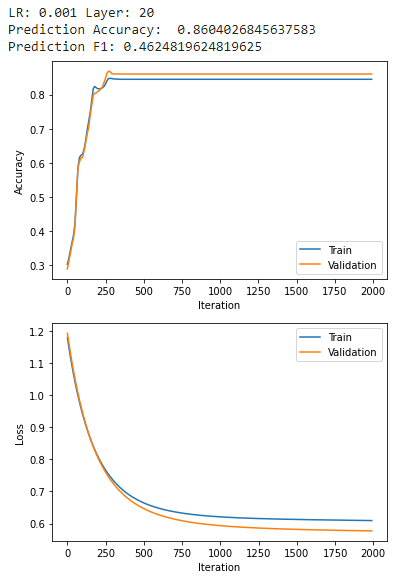 LR: 0.001 Layer: 20
Prediction Accuracy:  0.8604026845637583
Prediction F1: 0.4624819624819625
0.8
0.7
0.6
0.5
0.4
0.3
Accuracy
Train
Validation
0 250 500 750 1000 1250 1500 1750 2000
Iteration
1.2
1.1
1.0
0.9
0.8
0.7
0.6
Loss
Train
Validation
0 250 500 750 1000 1250 1500 1750 2000
Iteration